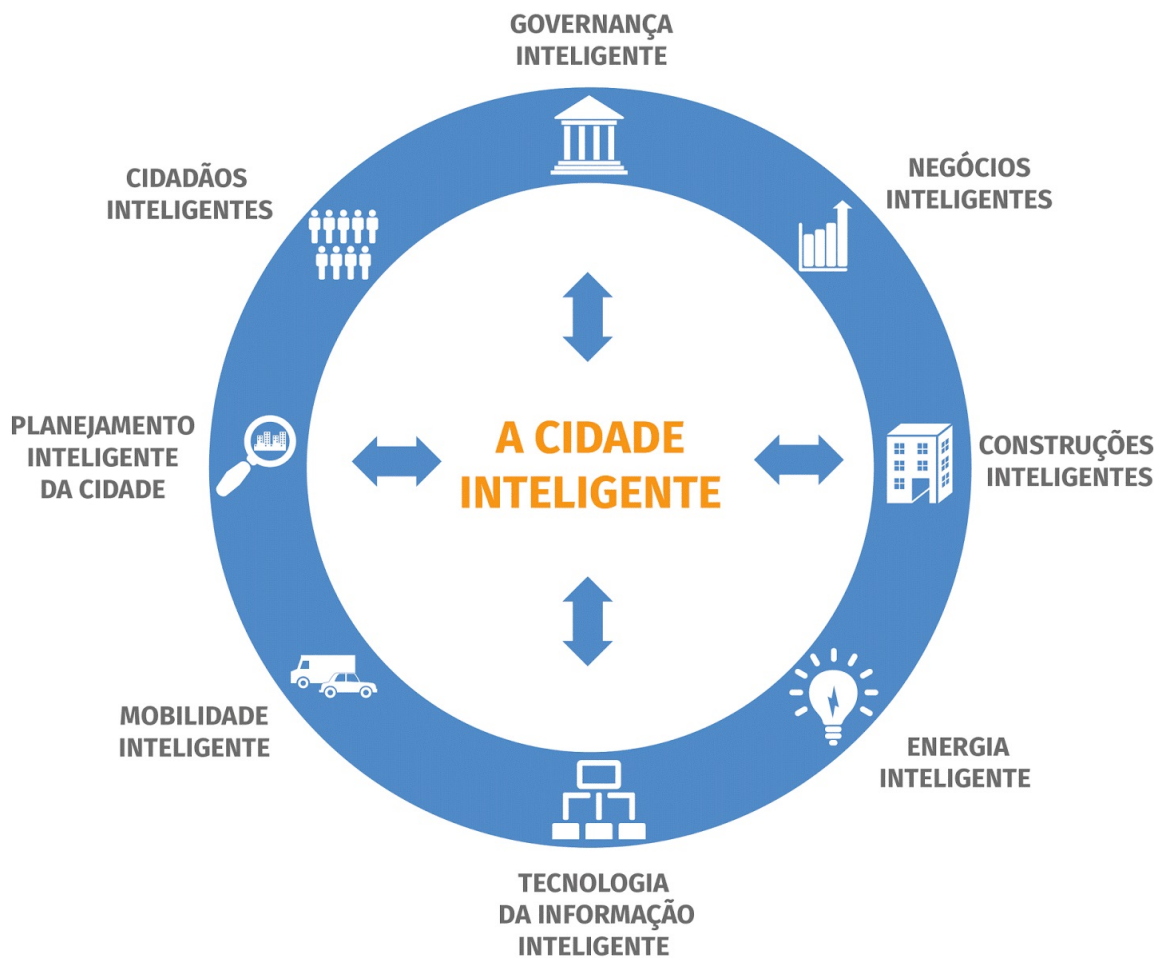 GOVERNANÇA
INTELIGENTE
NEGÓCIOS
INTELIGENTES
CIDADÃOS
INTELIGENTES
PLANEJAMENTO
INTELIGENTE
DA CIDADE
A CIDADE
INTELIGENTE
CONSTRUÇÕES
INTELIGENTES
MOBILIDADE
INTELIGENTE
ENERGIA
INTELIGENTE
TECNOLOGIA
DA INFORMAÇÃO
INTELIGENTE